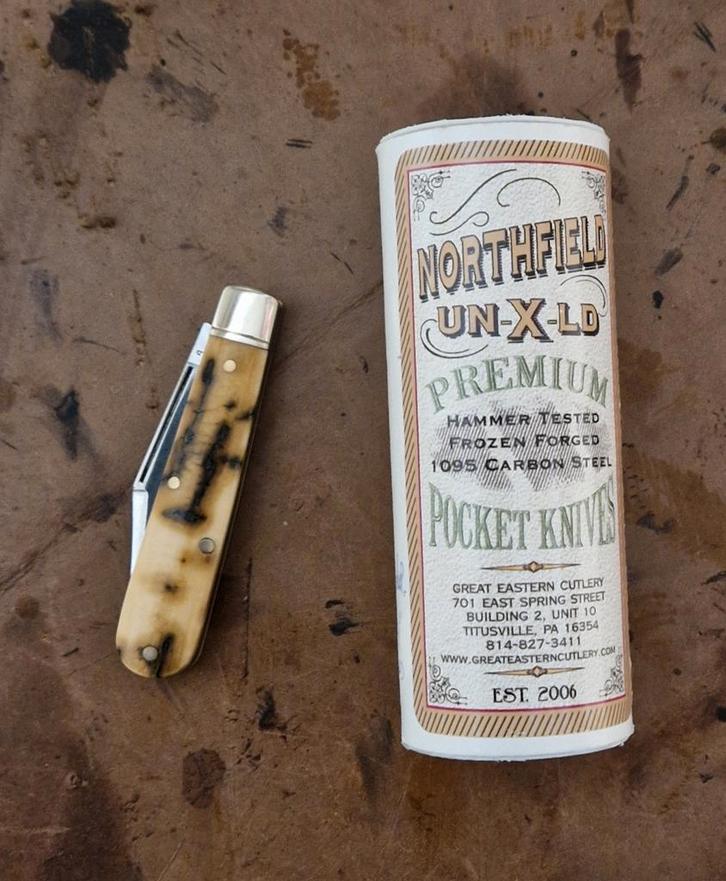 NORTHFIELD
UN-X-LD
PREMIUM
HAMMER TESTED
FROZEN FORGED
1095 CARBON STEEL
POCKET KNIVES
GREAT EASTERN CUTLERY
701 EAST SPRING STREET
BUILDING 2, UNIT 10
TITUSVILLE, PA 16354
814-827-3411
WWW.GREATEASTERNCUTLERY.COM
EST. 2006